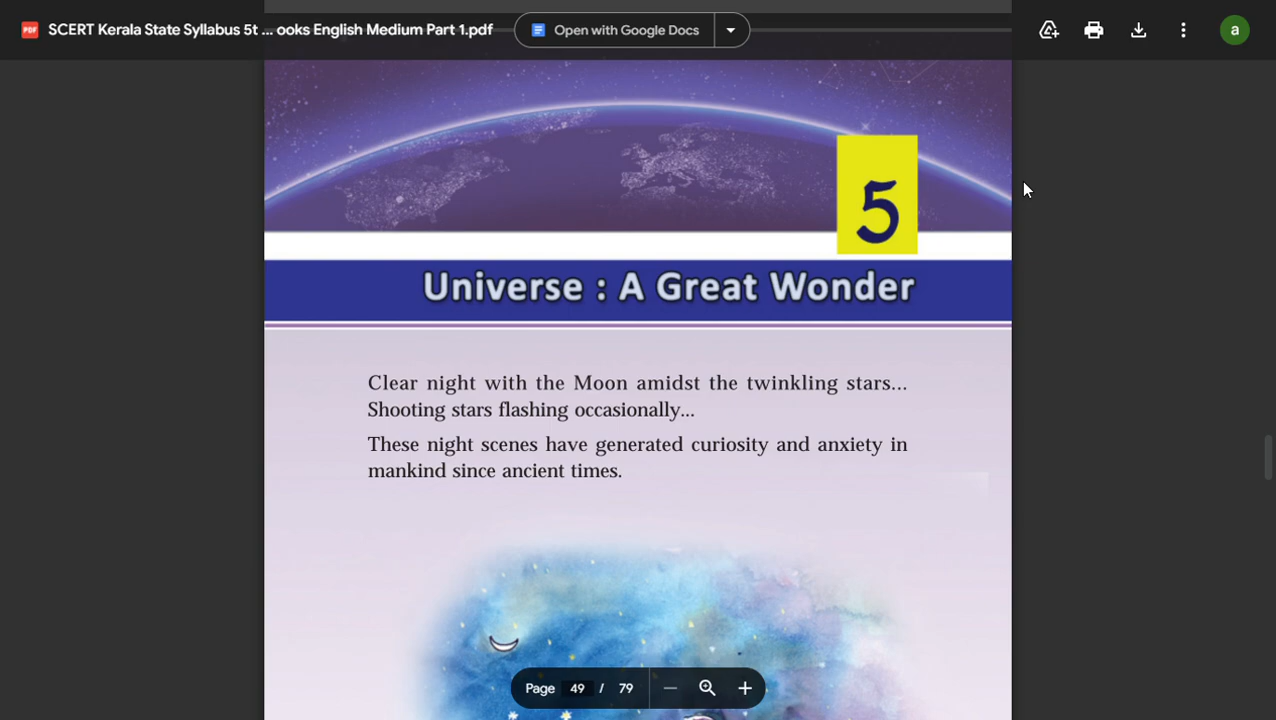 SCERT Kerala State Syllabus 5t ... ooks English Medium Part 1.pdf
Open with Google Docs
a
5
Universe : A Great Wonder
Clear night with the Moon amidst the twinkling stars...
Shooting stars flashing occasionally...
These night scenes have generated curiosity and anxiety in
mankind since ancient times.
Page 49 / 79